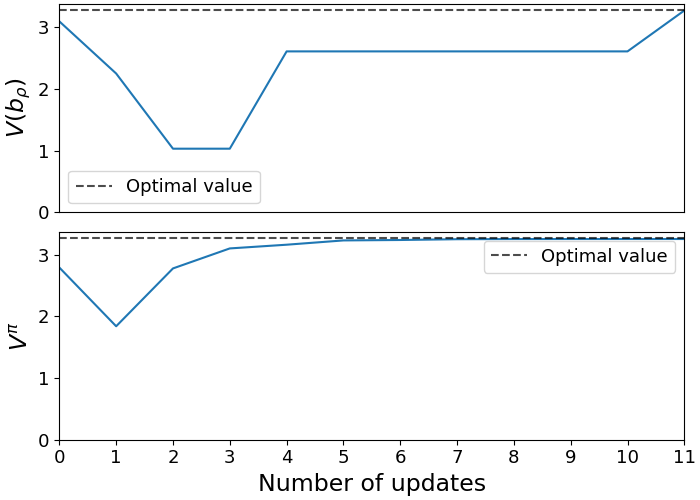 3
2
1
0
V(b_ρ)
Optimal value
3
2
1
0
V^π
Optimal value
0 1 2 3 4 5 6 7 8 9 10 11
Number of updates